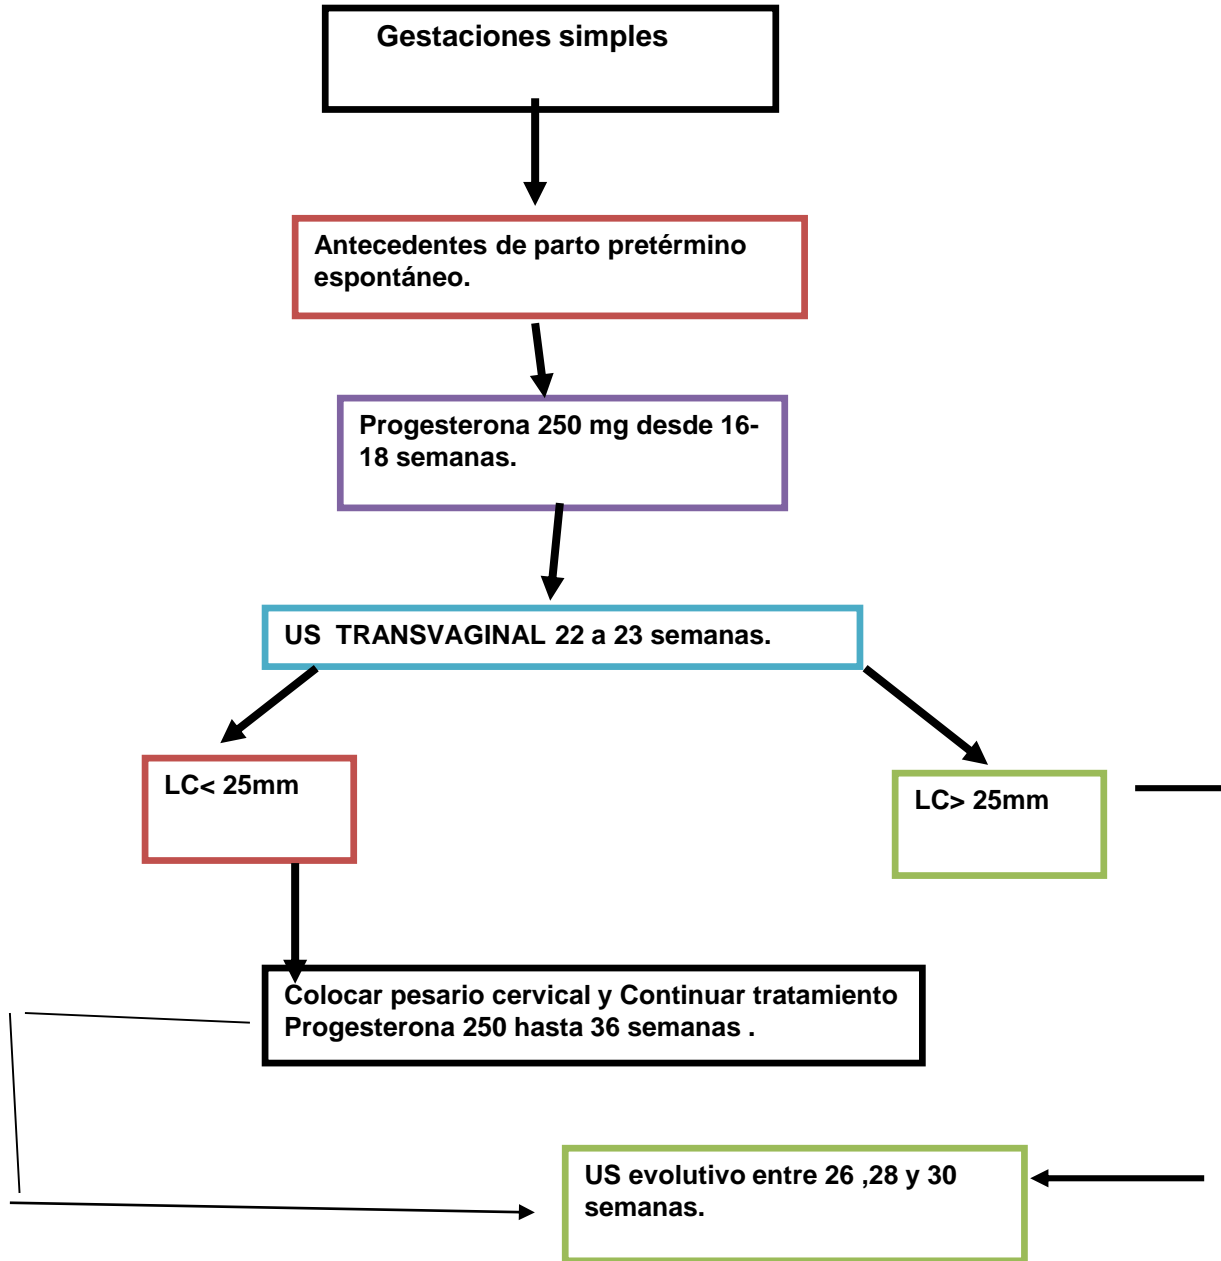 Gestaciones simples
Antecedentes de parto pretérmino
espontáneo.
Progesterona 250 mg desde 16-
18 semanas.
US  TRANSVAGINAL 22 a 23 semanas.
LC< 25mm
LC> 25mm
Colocar pesario cervical y Continuar tratamiento
Progesterona 250 hasta 36 semanas .
US evolutivo entre 26 ,28 y 30
semanas.